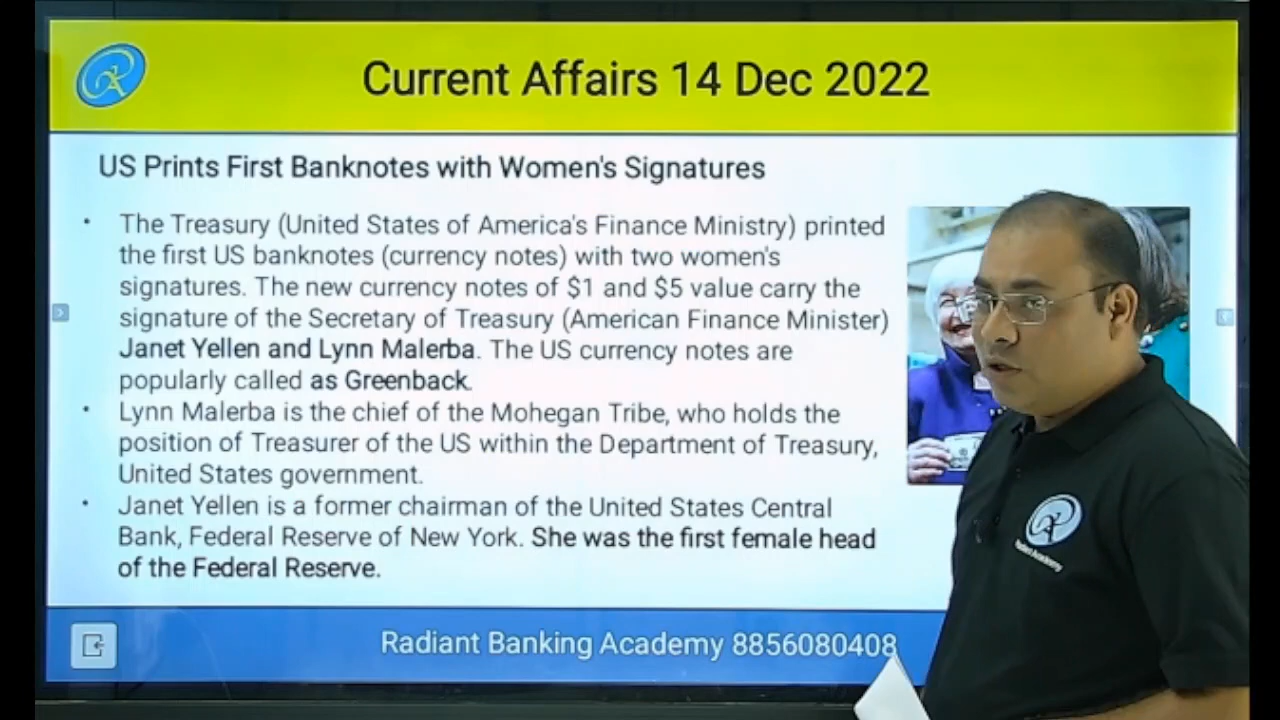 Current Affairs 14 Dec 2022
US Prints First Banknotes with Women's Signatures
• The Treasury (United States of America's Finance Ministry) printed
the first US banknotes (currency notes) with two women's
signatures. The new currency notes of $1 and $5 value carry the
signature of the Secretary of Treasury (American Finance Minister)
Janet Yellen and Lynn Malerba. The US currency notes are
popularly called as Greenback.
• Lynn Malerba is the chief of the Mohegan Tribe, who holds the
position of Treasurer of the US within the Department of Treasury,
United States government.
• Janet Yellen is a former chairman of the United States Central
Bank, Federal Reserve of New York. She was the first female head
of the Federal Reserve.
Radiant Banking Academy 8856080408
Radiant Academy